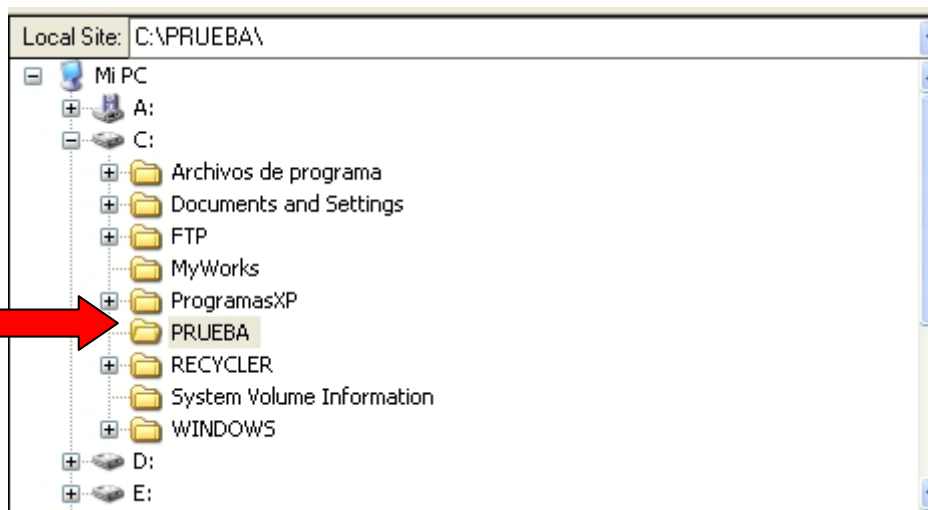 Local Site: C:\PRUEBA\
Mi PC
A:
C:
Archivos de programa
Documents and Settings
FTP
MyWorks
ProgramasXP
PRUEBA
RECYCLER
System Volume Information
WINDOWS
D:
E: